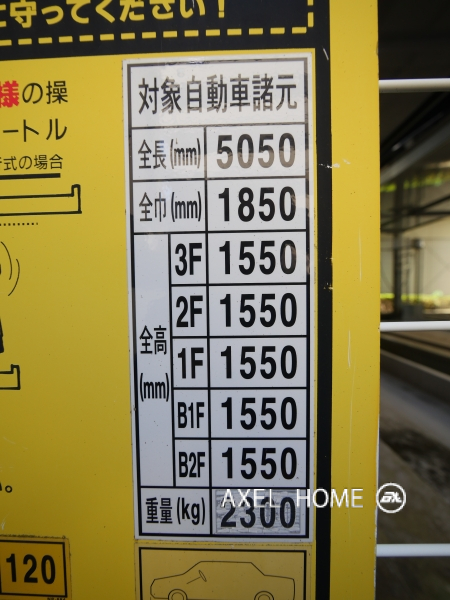 に守ってください!
様の操
ートル
式の場合
対象自動車諸元
全長(mm) 5050
全巾(mm) 1850
全高(mm)
3F 1550
2F 1550
1F 1550
B1F 1550
B2F 1550
重量(kg) 2300
AXEL HOME
い。
120